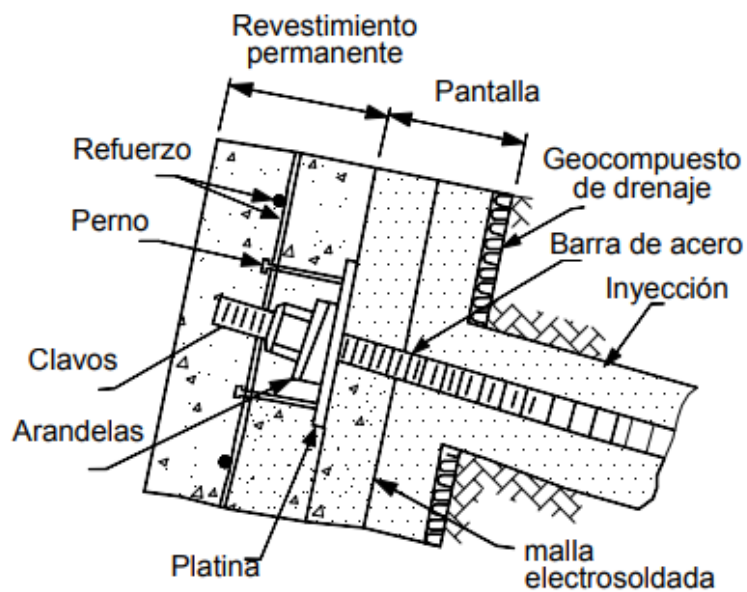 Revestimiento
permanente
Pantalla
Refuerzo
Geocompuesto
de drenaje
Perno
Barra de acero
Inyección
Clavos
Arandelas
Platina
malla
electrosoldada